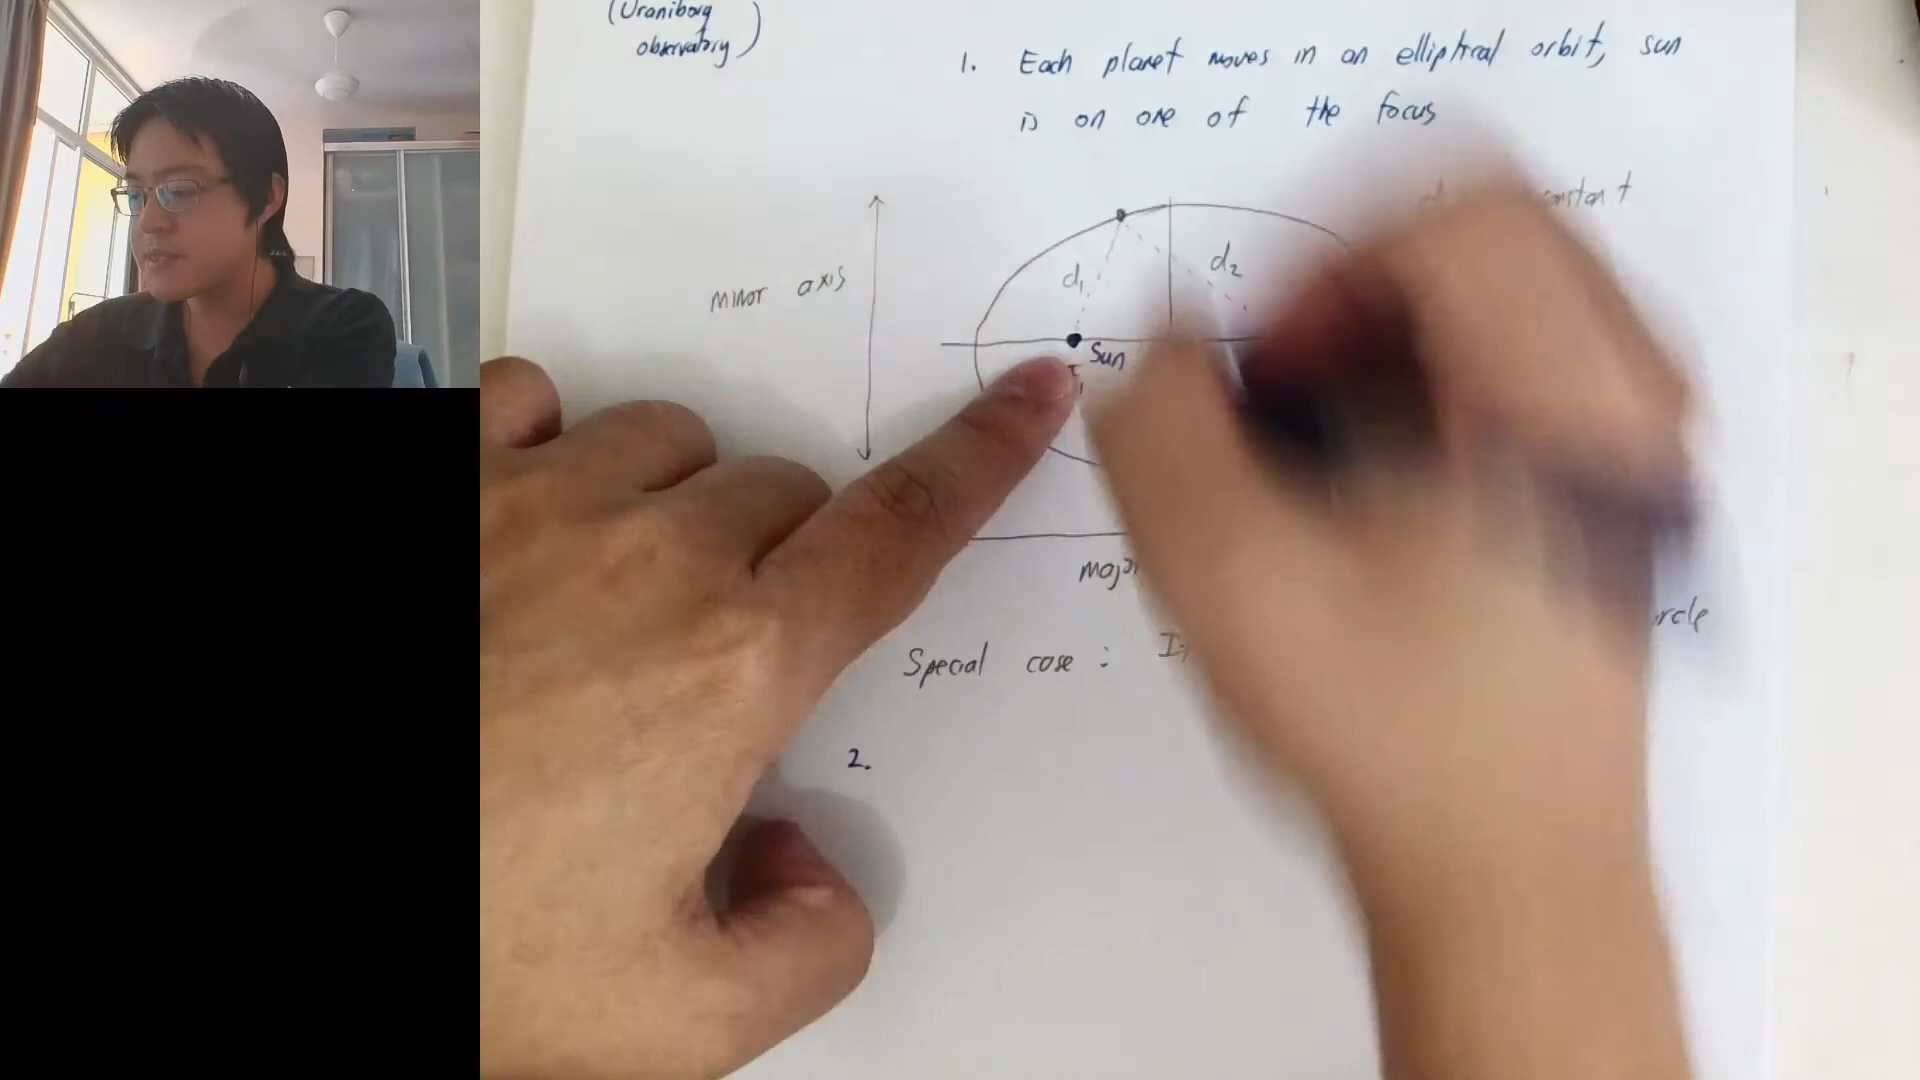 (Uraniborg
observatory)
1. Each planet moves in an elliptical orbit, sun
is on one of the focus
d₁
d₂
minor axis
Sun
Special case :
2.